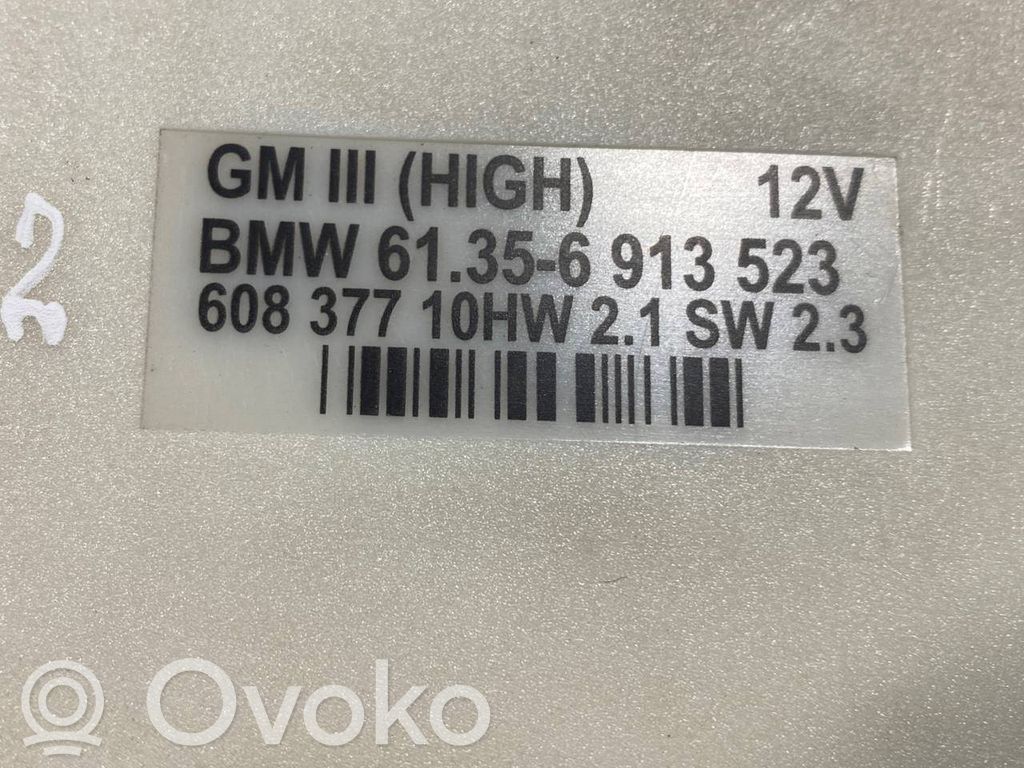 GM III (HIGH) 12V
BMW 61.35-6 913 523
608 377 10HW 2.1 SW 2.3
2
Ovoko